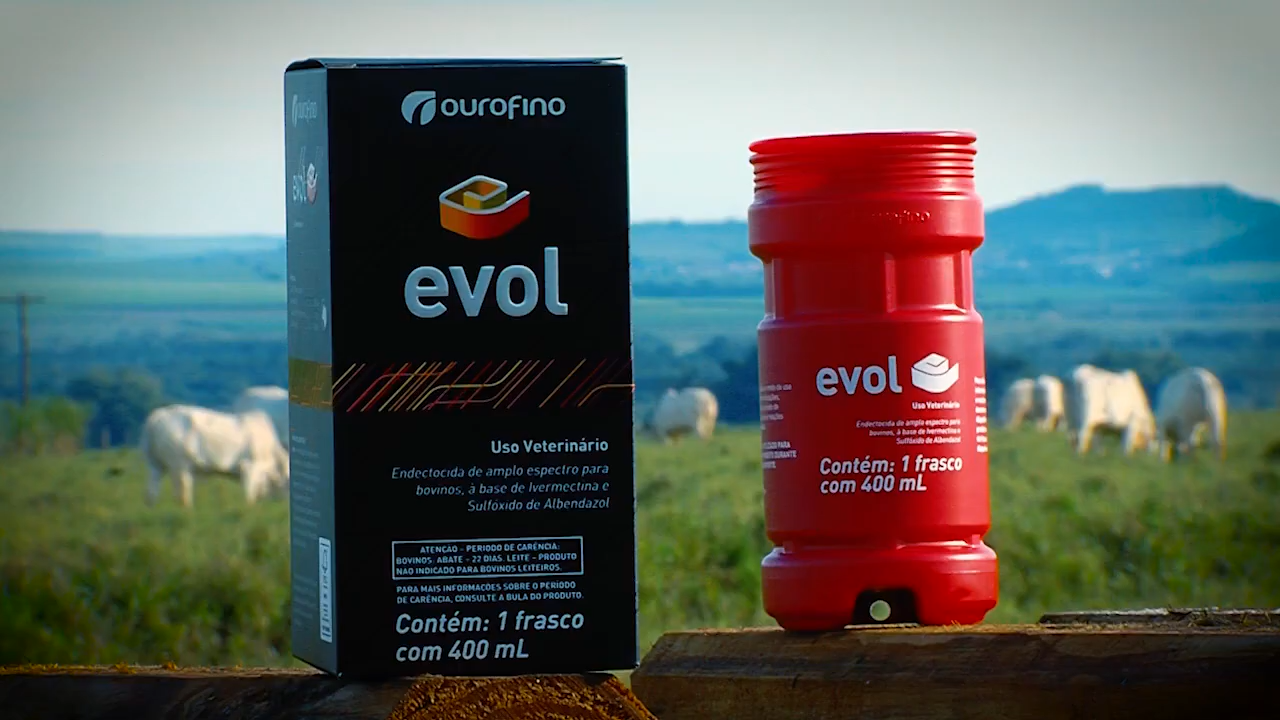 ourofino
evol
Uso Veterinário
Endectocida de amplo espectro para
bovinos, à base de Ivermectina e
Sulfóxido de Albendazol
ATENÇÃO - PERÍODO DE CARÊNCIA:
BOVINOS: ABATE - 22 DIAS. LEITE - PRODUTO
NÃO INDICADO PARA BOVINOS LEITEIROS.
PARA MAIS INFORMAÇÕES SOBRE O PERÍODO
DE CARÊNCIA, CONSULTE A BULA DO PRODUTO.
Contém: 1 frasco
com 400 mL
ourofino
evol
ourofino
evol
Uso Veterinário
Endectocida de amplo espectro para
bovinos, à base de Ivermectina e
Sulfóxido de Albendazol
Contém: 1 frasco
com 400 mL